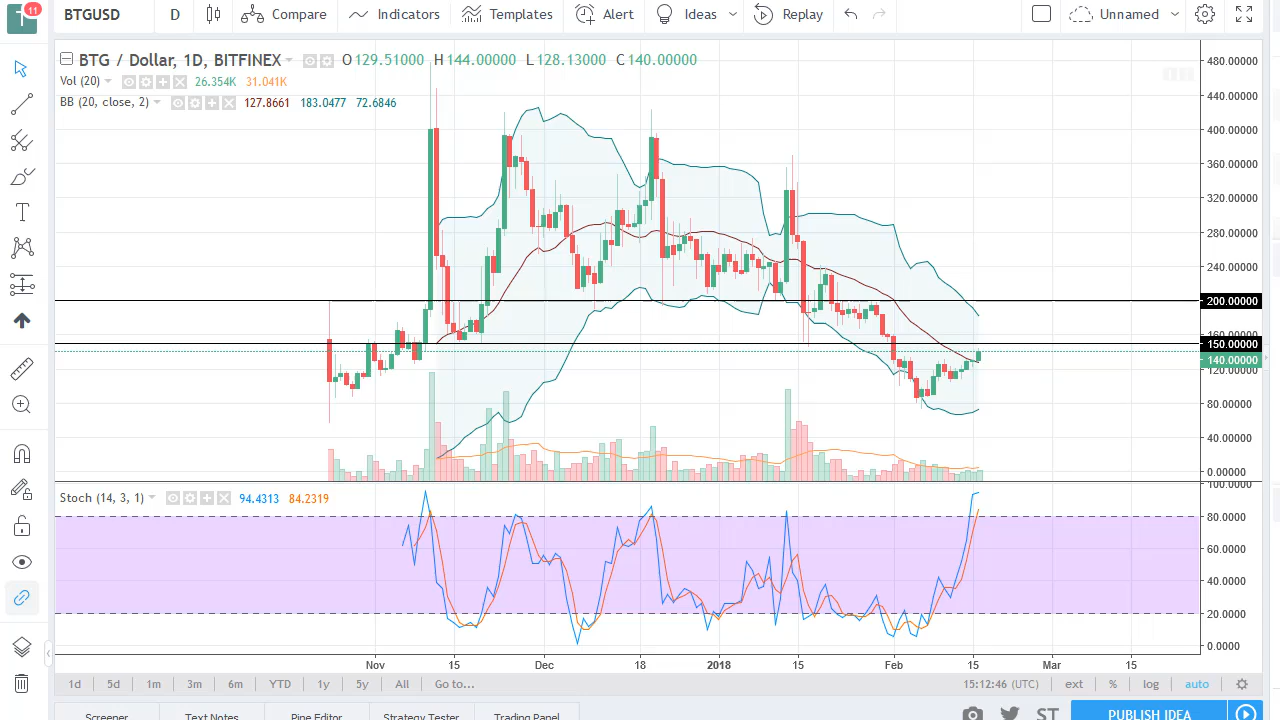 T 11 BTGUSD D Compare Indicators Templates Alert Ideas Replay Unnamed
BTG / Dollar, 1D, BITFINEX O 129.51000 H 144.00000 L 128.13000 C 140.00000
Vol (20) 26.354K 31.041K
BB (20, close, 2) 127.8661 183.0477 72.6846
480.00000
440.00000
400.00000
360.00000
320.00000
280.00000
240.00000
200.00000
160.00000
150.00000
140.00000
120.00000
80.00000
40.00000
0.00000
Stoch (14, 3, 1) 94.4313 84.2319
100.0000
80.0000
60.0000
40.0000
20.0000
0.0000
Nov 15 Dec 18 2018 15 Feb 15 Mar 15
1d 5d 1m 3m 6m YTD 1y 5y All Go to... 15:12:46 (UTC) ext % log auto
Screener Text Notes Pine Editor Strategy Tester Trading Panel ST PUBLISH IDEA